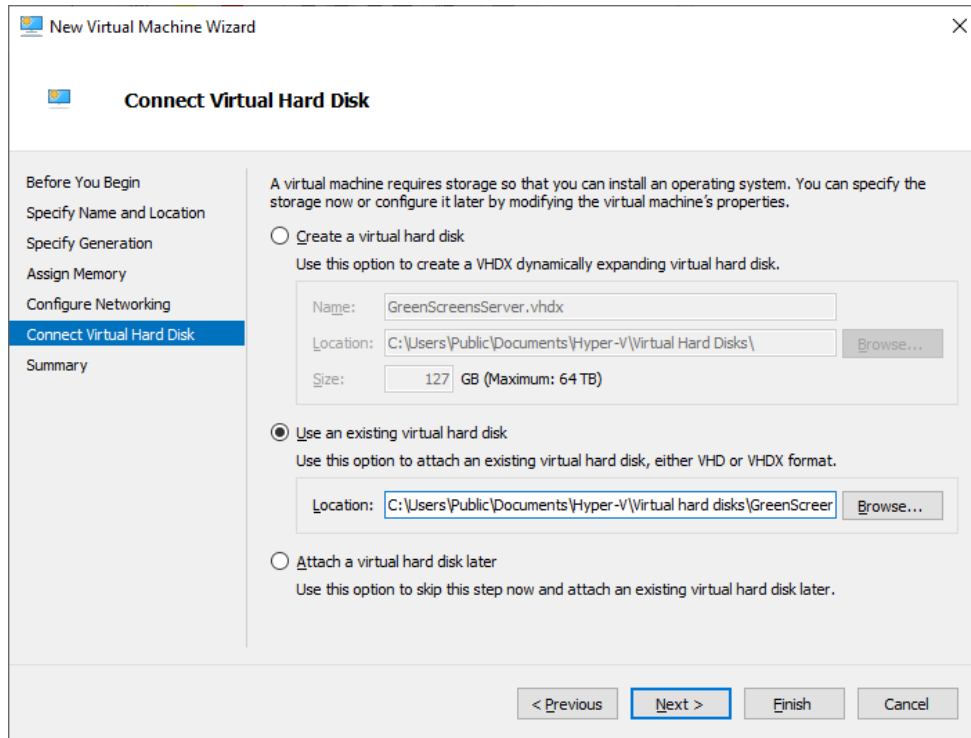 New Virtual Machine Wizard
Connect Virtual Hard Disk
Before You Begin
Specify Name and Location
Specify Generation
Assign Memory
Configure Networking
Connect Virtual Hard Disk
Summary
A virtual machine requires storage so that you can install an operating system. You can specify the
storage now or configure it later by modifying the virtual machine's properties.
Create a virtual hard disk
Use this option to create a VHDX dynamically expanding virtual hard disk.
Name: GreenScreensServer.vhdx
Location: C:\Users\Public\Documents\Hyper-V\Virtual Hard Disks\ Browse...
Size: 127 GB (Maximum: 64 TB)
Use an existing virtual hard disk
Use this option to attach an existing virtual hard disk, either VHD or VHDX format.
Location: C:\Users\Public\Documents\Hyper-V\Virtual hard disks\GreenScreer Browse...
Attach a virtual hard disk later
Use this option to skip this step now and attach an existing virtual hard disk later.
< Previous Next > Finish Cancel